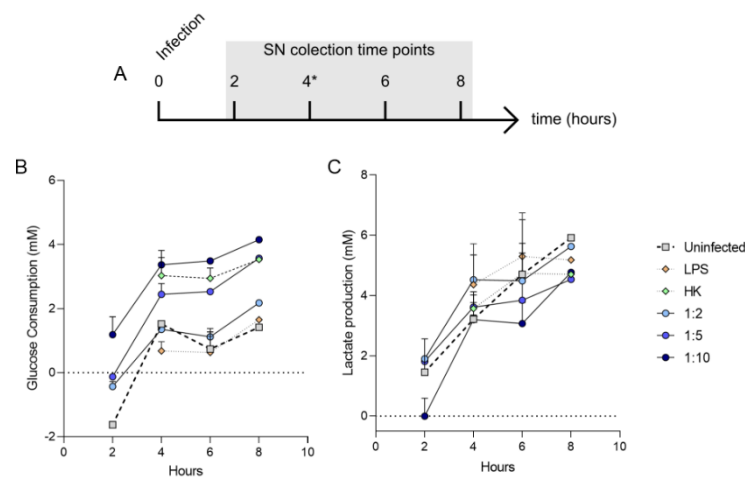 Infection
SN colection time points
A
0 2 4* 6 8
time (hours)
B
Glucose Consumption (mM)
6
4
2
0
-2
0 2 4 6 8 10
Hours
C
Lactate production (mM)
8
6
4
2
0
0 2 4 6 8 10
Hours
Uninfected
LPS
HK
1:2
1:5
1:10